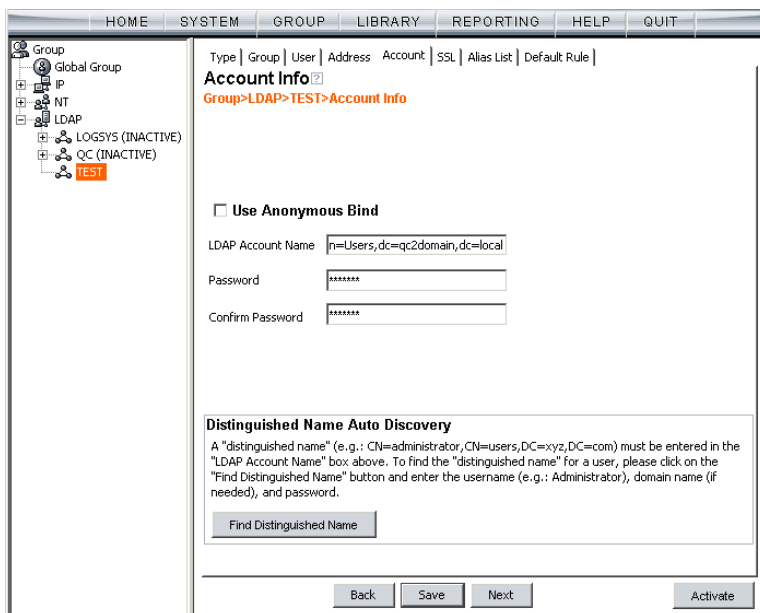 HOME SYSTEM GROUP LIBRARY REPORTING HELP QUIT
Group
Global Group
IP
NT
LDAP
LOGSYS (INACTIVE)
QC (INACTIVE)
TEST
Type | Group | User | Address Account | SSL | Alias List | Default Rule |
Account Info ?
Group>LDAP>TEST>Account Info
Use Anonymous Bind
LDAP Account Name n=Users,dc=qc2domain,dc=local
Password *******
Confirm Password *******
Distinguished Name Auto Discovery
A "distinguished name" (e.g.: CN=administrator,CN=users,DC=xyz,DC=com) must be entered in the
"LDAP Account Name" box above. To find the "distinguished name" for a user, please click on the
"Find Distinguished Name" button and enter the username (e.g.: Administrator), domain name (if
needed), and password.
Find Distinguished Name
Back Save Next Activate